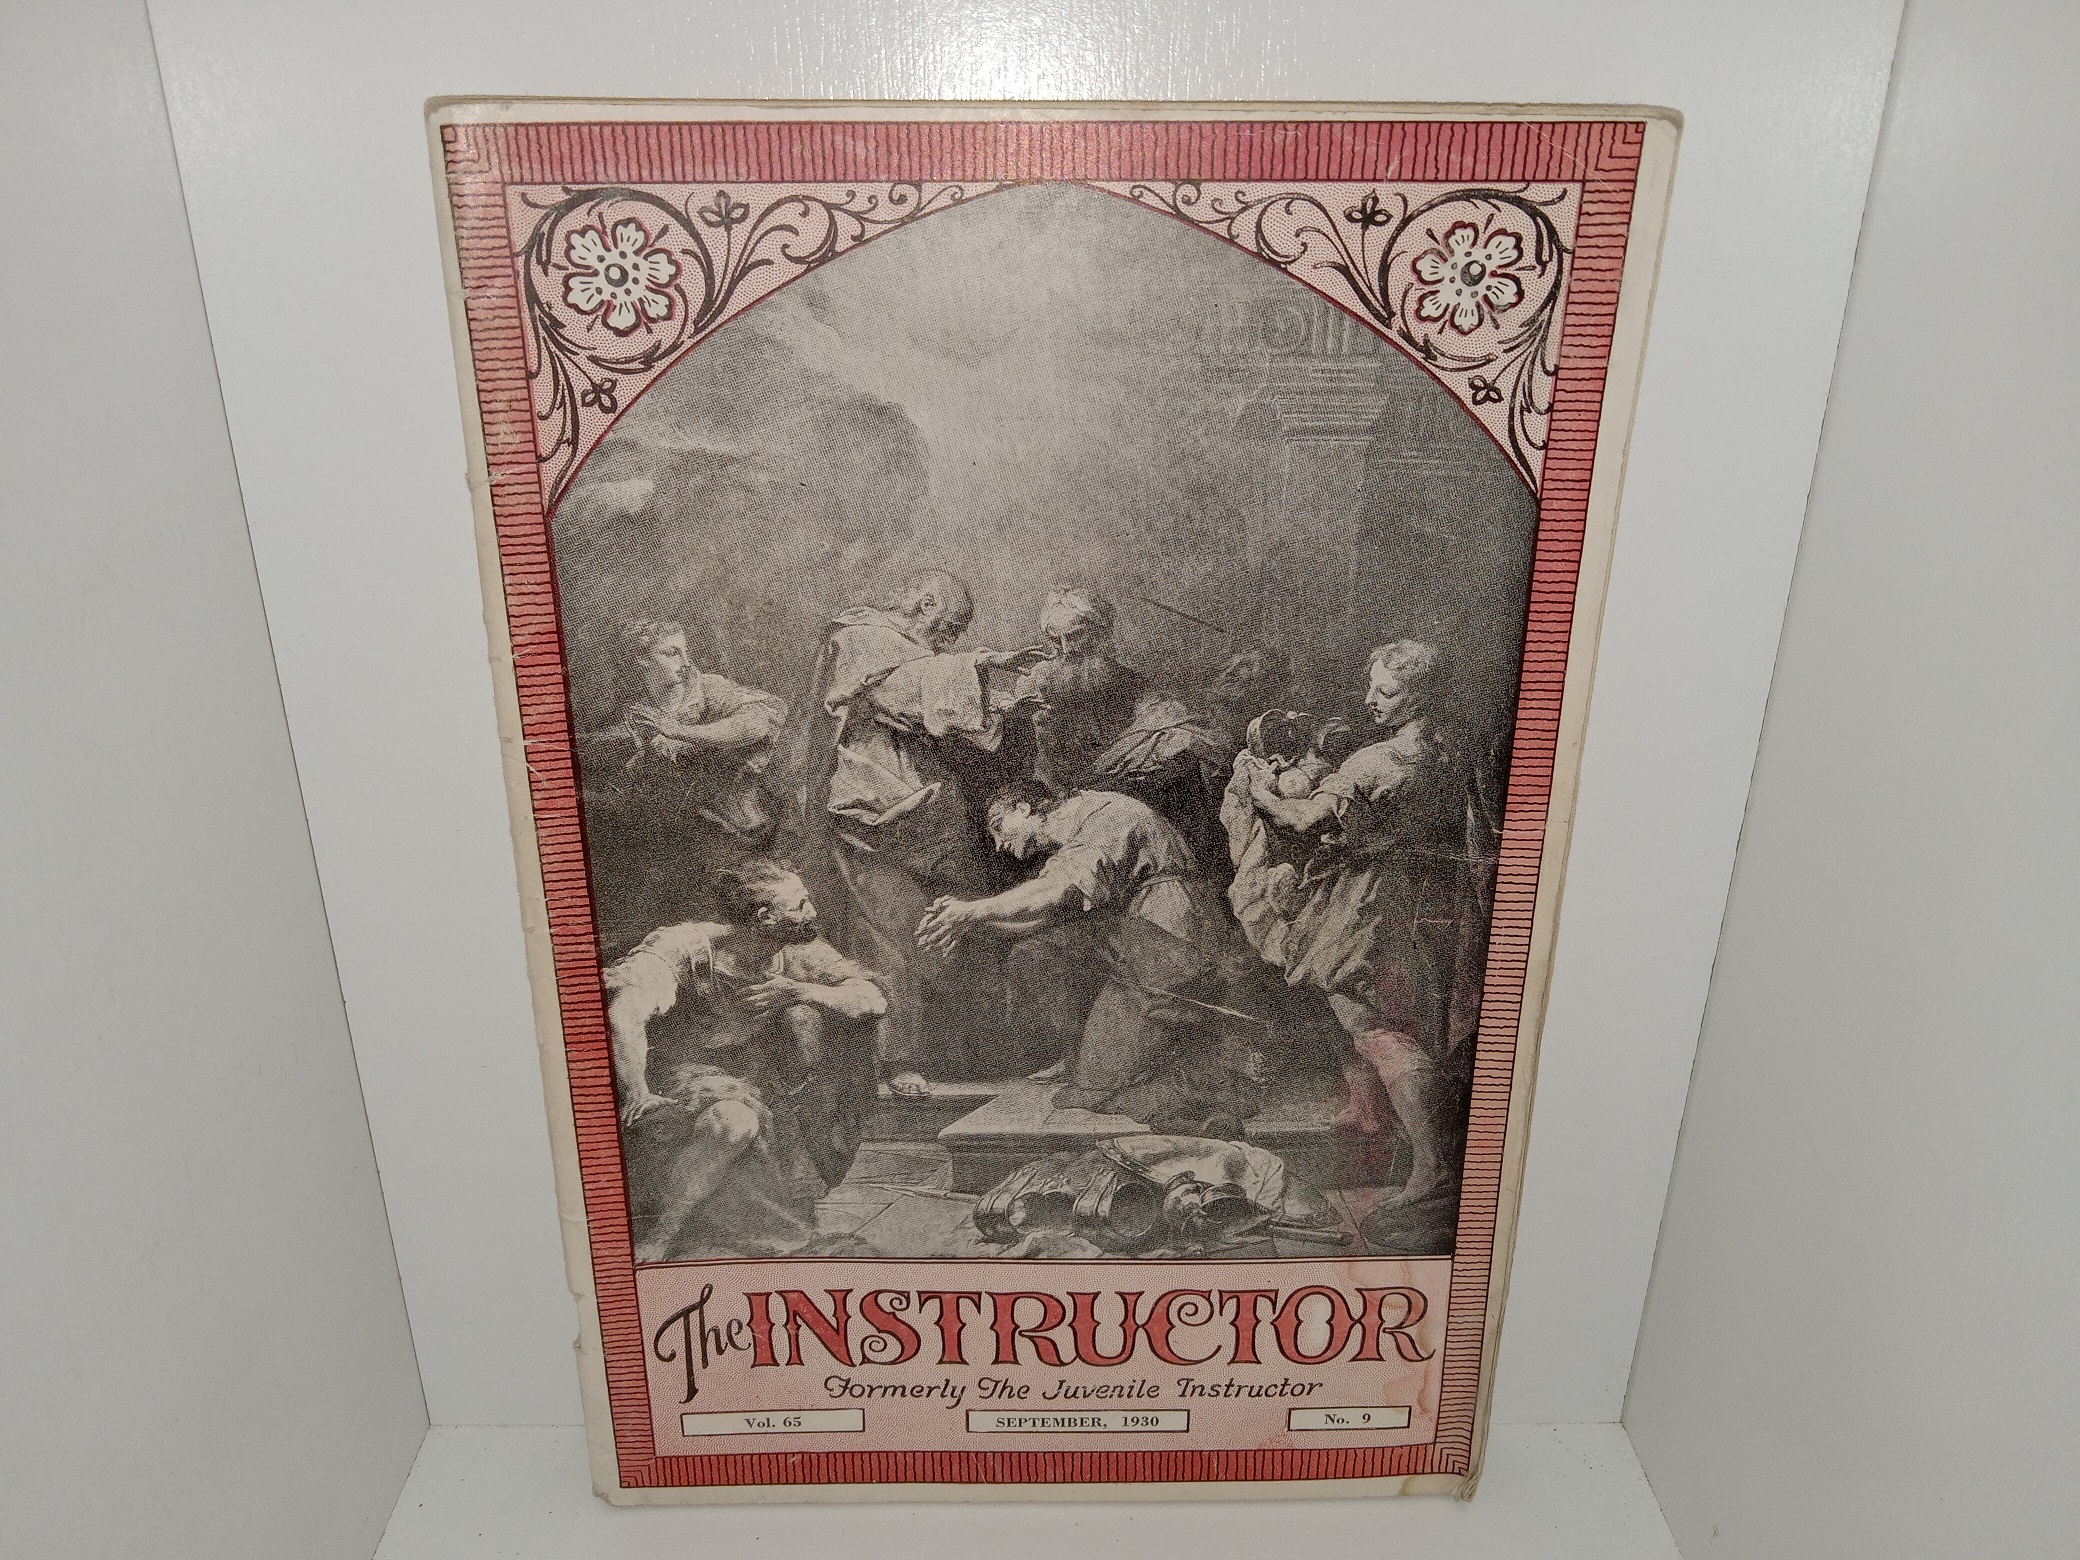 The INSTRUCTOR
Formerly The Juvenile Instructor
Vol. 65 SEPTEMBER, 1930 No. 9